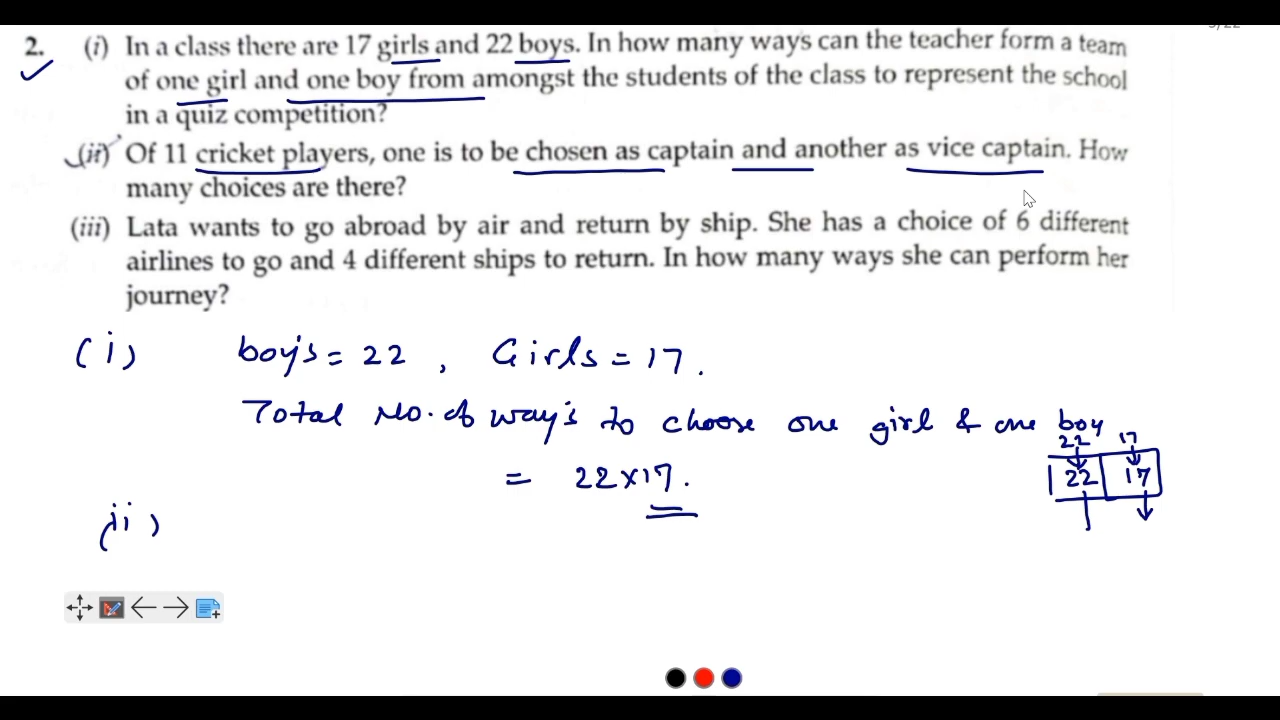 2. (i) In a class there are 17 girls and 22 boys. In how many ways can the teacher form a team
of one girl and one boy from amongst the students of the class to represent the school
in a quiz competition?
(ii) Of 11 cricket players, one is to be chosen as captain and another as vice captain. How
many choices are there?
(iii) Lata wants to go abroad by air and return by ship. She has a choice of 6 different
airlines to go and 4 different ships to return. In how many ways she can perform her
journey?
(i) boy's = 22 , Girls = 17.
Total No. of way's to choose one girl & one boy
22 17
= 22×17. 22 17
(ii)